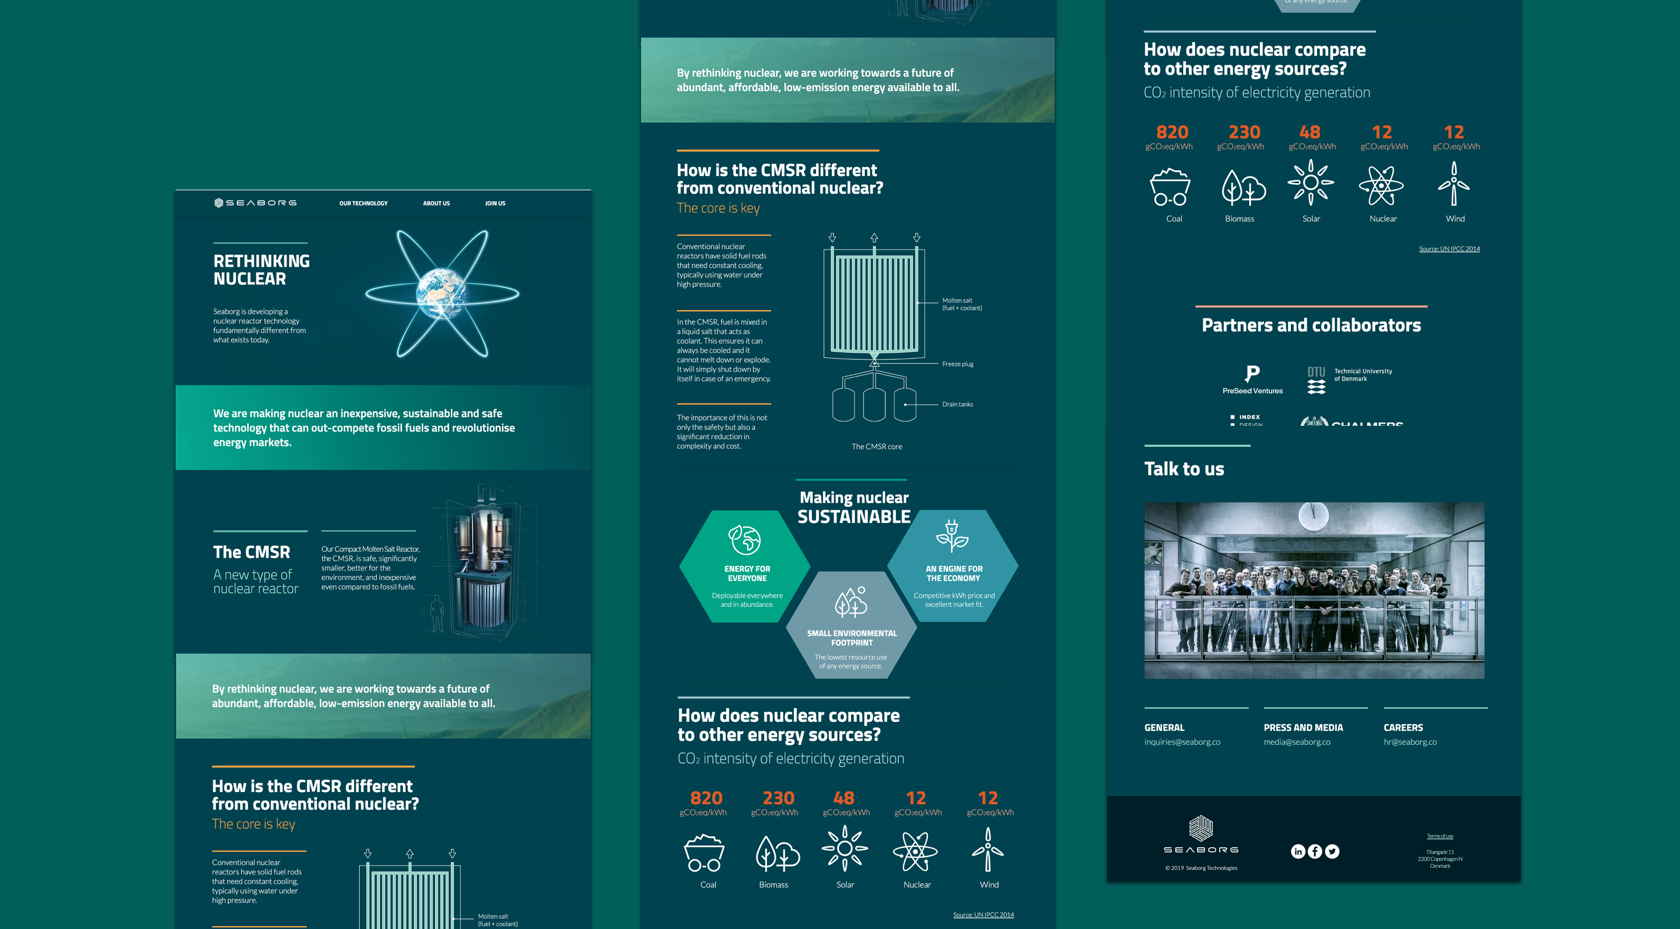 SEABORG
OUR TECHNOLOGY
ABOUT US
JOIN US
RETHINKING
NUCLEAR
Seaborg is developing a
nuclear reactor technology
fundamentally different from
what exists today.
We are making nuclear an inexpensive, sustainable and safe
technology that can out-compete fossil fuels and revolutionise
energy markets.
The CMSR
A new type of
nuclear reactor
Our Compact Molten Salt Reactor,
the CMSR, is safe, significantly
smaller, better for the
environment, and inexpensive
even compared to fossil fuels.
By rethinking nuclear, we are working towards a future of
abundant, affordable, low-emission energy available to all.
How is the CMSR different
from conventional nuclear?
The core is key
Conventional nuclear
reactors have solid fuel rods
that need constant cooling,
typically using water under
high pressure.
Molten salt
(fuel + coolant)
By rethinking nuclear, we are working towards a future of
abundant, affordable, low-emission energy available to all.
How is the CMSR different
from conventional nuclear?
The core is key
Conventional nuclear
reactors have solid fuel rods
that need constant cooling,
typically using water under
high pressure.
In the CMSR, fuel is mixed in
a liquid salt that acts as
coolant. This ensures it can
always be cooled and it
cannot melt down or explode.
It will simply shut down by
itself in case of an emergency.
The importance of this is not
only the safety but also a
significant reduction in
complexity and cost.
Molten salt
(fuel + coolant)
Freeze plug
Drain tanks
The CMSR core
Making nuclear
SUSTAINABLE
ENERGY FOR
EVERYONE
Deployable everywhere
and in abundance.
AN ENGINE FOR
THE ECONOMY
Competitive kWh price and
excellent market fit.
SMALL ENVIRONMENTAL
FOOTPRINT
The lowest resource use
of any energy source.
How does nuclear compare
to other energy sources?
CO₂ intensity of electricity generation
820 230 48 12 12
gCO₂eq/kWh gCO₂eq/kWh gCO₂eq/kWh gCO₂eq/kWh gCO₂eq/kWh
Coal Biomass Solar Nuclear Wind
Source: UN IPCC 2014
of any energy source.
How does nuclear compare
to other energy sources?
CO₂ intensity of electricity generation
820 230 48 12 12
gCO₂eq/kWh gCO₂eq/kWh gCO₂eq/kWh gCO₂eq/kWh gCO₂eq/kWh
Coal Biomass Solar Nuclear Wind
Source: UN IPCC 2014
Partners and collaborators
PreSeed Ventures
DTU
Technical University
of Denmark
INDEX
DESIGN
CHALMERS
Talk to us
GENERAL
inquiries@seaborg.co
PRESS AND MEDIA
media@seaborg.co
CAREERS
hr@seaborg.co
SEABORG
© 2019 Seaborg Technologies
Terms of use
Titangade 11
2200 Copenhagen N
Denmark